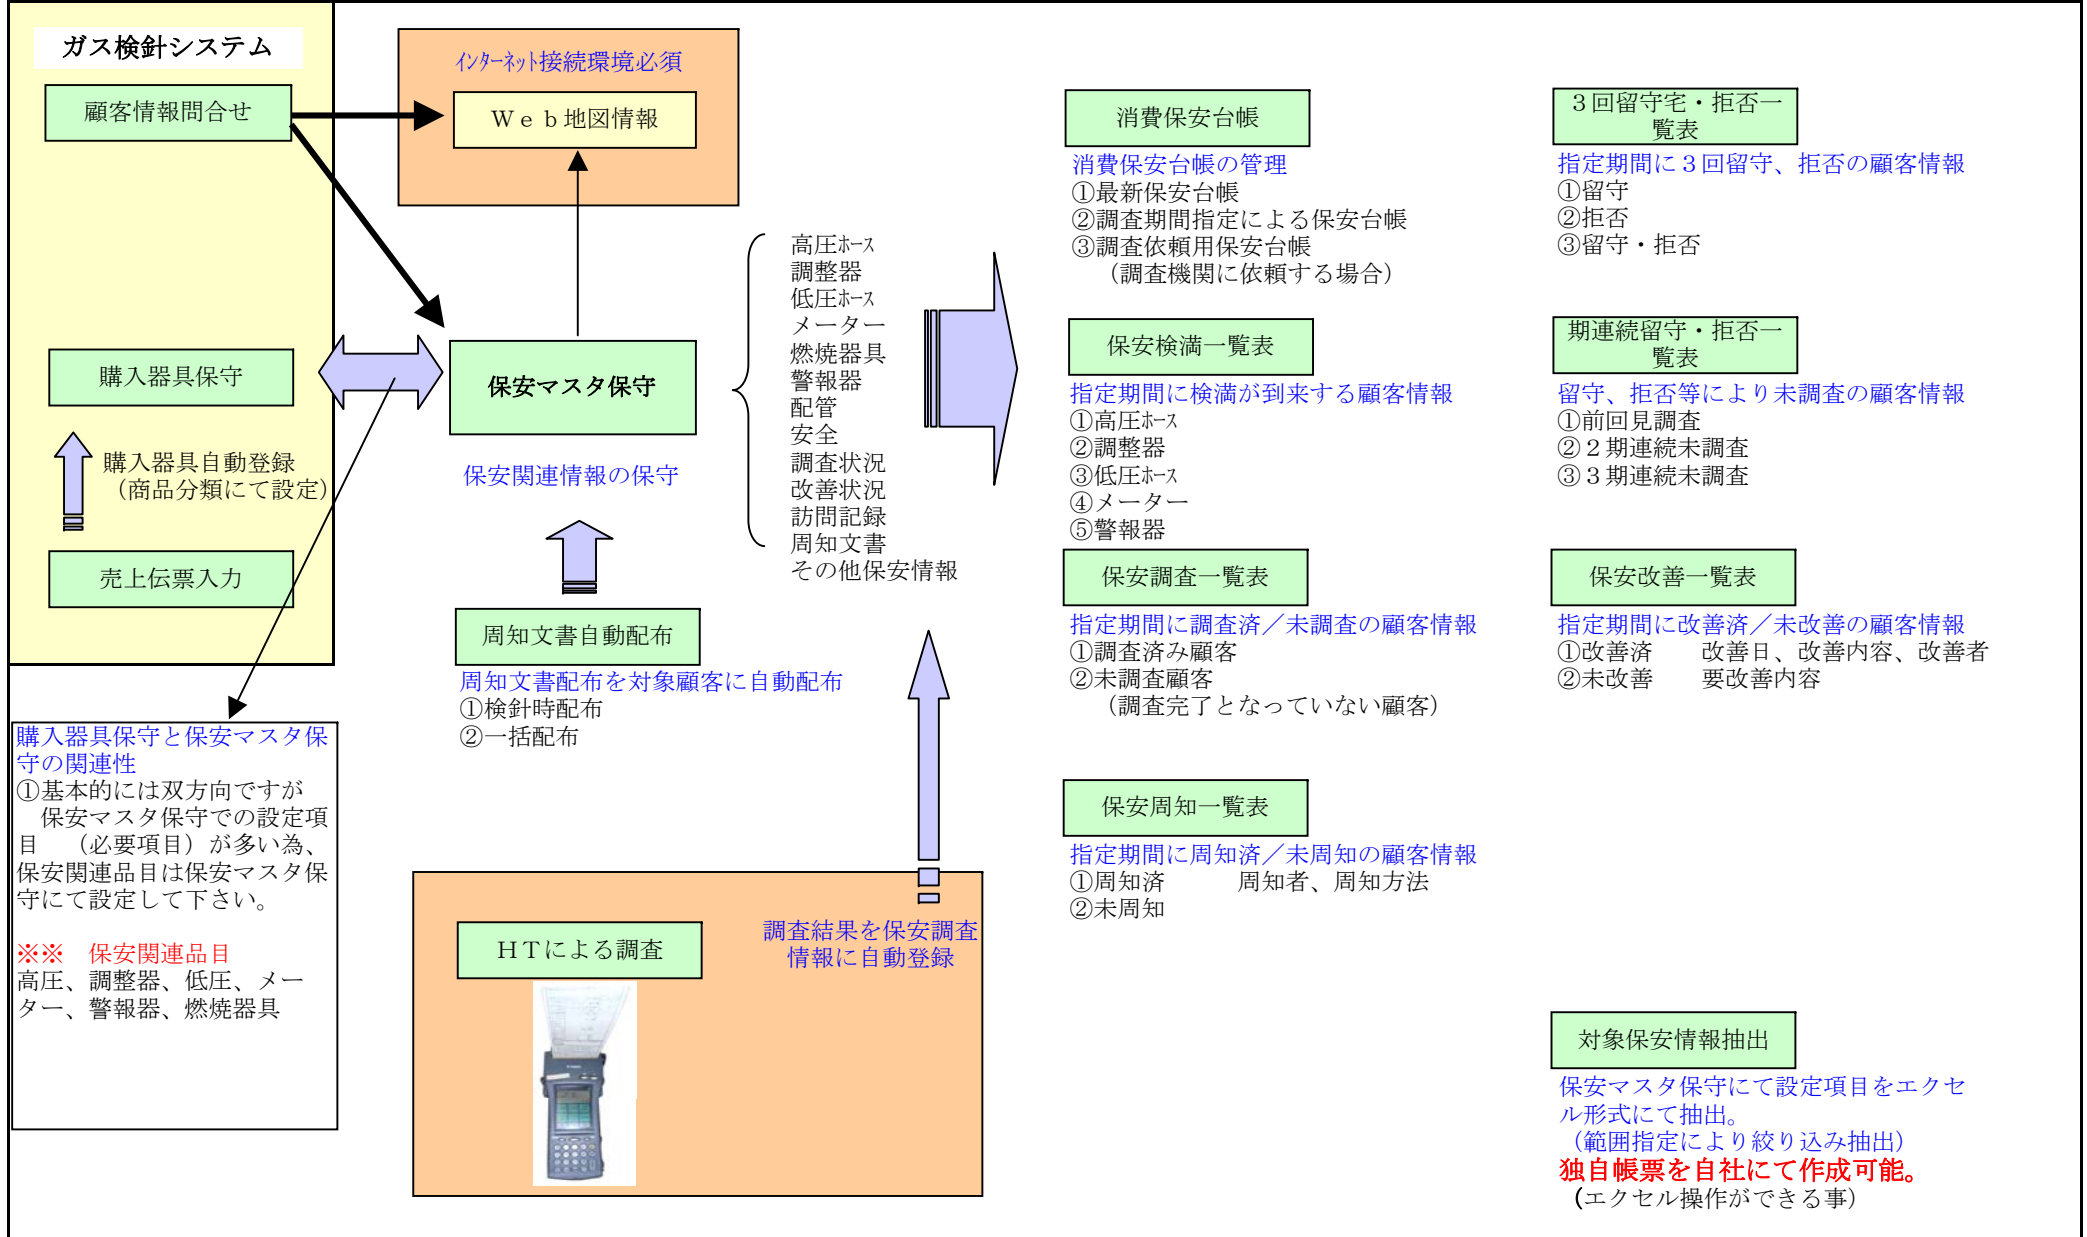 ガス検針システム
顧客情報問合せ
購入器具保守
購入器具自動登録
（商品分類にて設定）
売上伝票入力
ｲﾝﾀｰﾈｯﾄ接続環境必須
Ｗｅｂ地図情報
保安マスタ保守
保安関連情報の保守
周知文書自動配布
周知文書配布を対象顧客に自動配布
①検針時配布
②一括配布
購入器具保守と保安マスタ保
守の関連性
①基本的には双方向ですが
　保安マスタ保守での設定項
目　（必要項目）が多い為、
保安関連品目は保安マスタ保
守にて設定して下さい。
※※　保安関連品目
高圧、調整器、低圧、メー
ター、警報器、燃焼器具
高圧ﾎｰｽ
調整器
低圧ﾎｰｽ
メーター
燃焼器具
警報器
配管
安全
調査状況
改善状況
訪問記録
周知文書
その他保安情報
ＨＴによる調査
調査結果を保安調査
情報に自動登録
消費保安台帳
消費保安台帳の管理
①最新保安台帳
②調査期間指定による保安台帳
③調査依頼用保安台帳
（調査機関に依頼する場合）
保安検満一覧表
指定期間に検満が到来する顧客情報
①高圧ﾎｰｽ
②調整器
③低圧ﾎｰｽ
④メーター
⑤警報器
保安調査一覧表
指定期間に調査済／未調査の顧客情報
①調査済み顧客
②未調査顧客
（調査完了となっていない顧客）
保安周知一覧表
指定期間に周知済／未周知の顧客情報
①周知済　　　周知者、周知方法
②未周知
３回留守宅・拒否一
覧表
指定期間に３回留守、拒否の顧客情報
①留守
②拒否
③留守・拒否
期連続留守・拒否一
覧表
留守、拒否等により未調査の顧客情報
①前回見調査
②２期連続未調査
③３期連続未調査
保安改善一覧表
指定期間に改善済／未改善の顧客情報
①改善済　　改善日、改善内容、改善者
②未改善　　要改善内容
対象保安情報抽出
保安マスタ保守にて設定項目をエクセ
ル形式にて抽出。
（範囲指定により絞り込み抽出）
独自帳票を自社にて作成可能。
（エクセル操作ができる事）